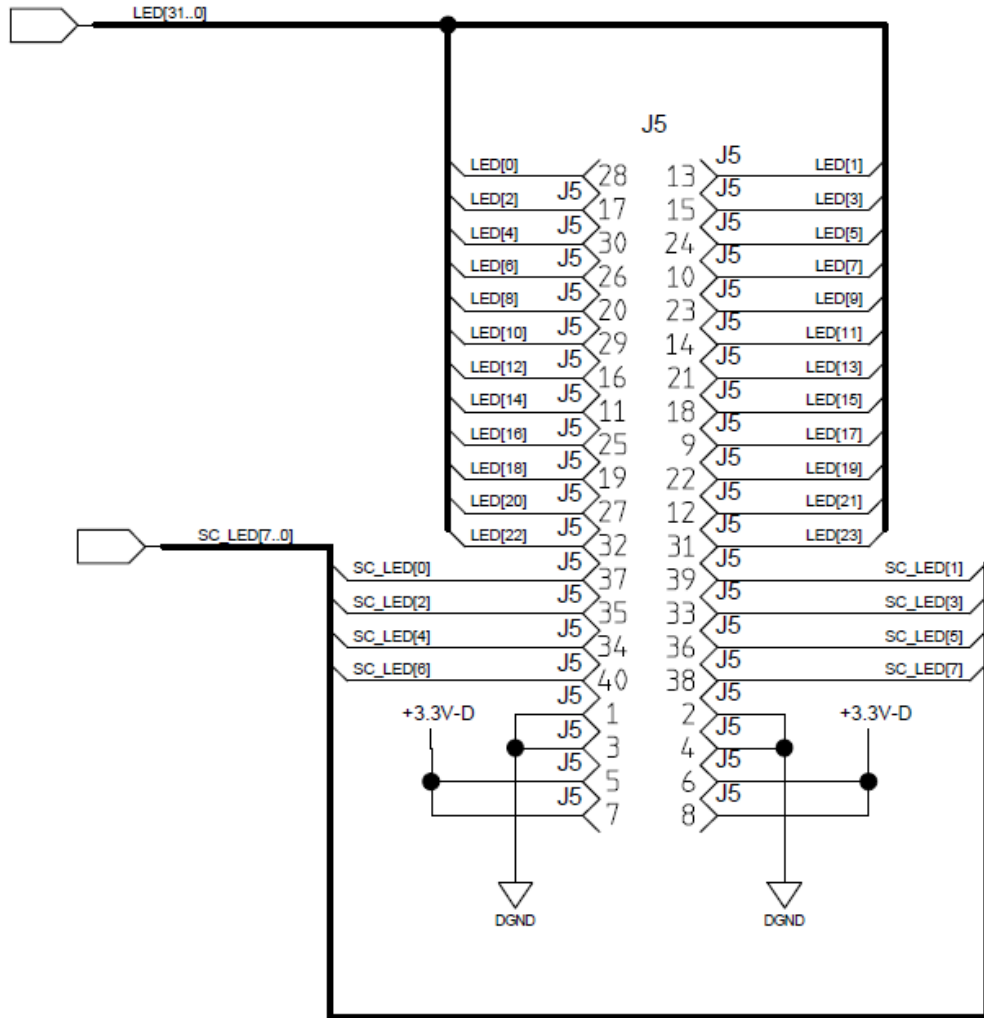 LED[31..0]
J5
J5
LED[0] 28 13 LED[1]
J5 J5
LED[2] 17 15 LED[3]
J5 J5
LED[4] 30 24 LED[5]
J5 J5
LED[6] 26 10 LED[7]
J5 J5
LED[8] 20 23 LED[9]
J5 J5
LED[10] 29 14 LED[11]
J5 J5
LED[12] 16 21 LED[13]
J5 J5
LED[14] 11 18 LED[15]
J5 J5
LED[16] 25 9 LED[17]
J5 J5
LED[18] 19 22 LED[19]
J5 J5
LED[20] 27 12 LED[21]
J5 J5
SC_LED[7..0] LED[22] 32 31 LED[23]
J5 J5
SC_LED[0] 37 39 SC_LED[1]
J5 J5
SC_LED[2] 35 33 SC_LED[3]
J5 J5
SC_LED[4] 34 36 SC_LED[5]
J5 J5
SC_LED[6] 40 38 SC_LED[7]
J5 J5
+3.3V-D 1 2 +3.3V-D
J5 J5
3 4
J5 J5
5 6
J5 J5
7 8
DGND DGND